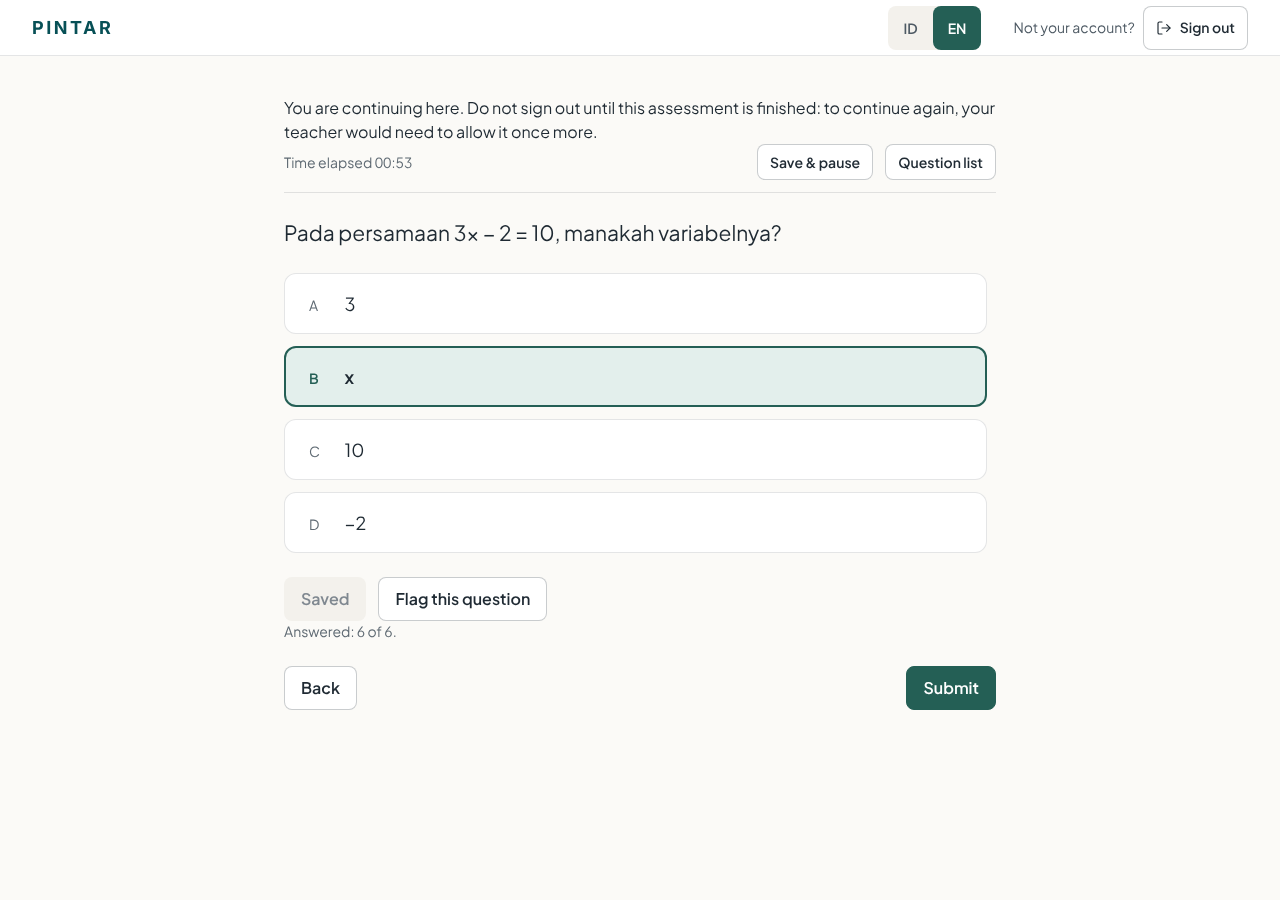 PINTAR
ID
EN
Not your account?
Sign out
You are continuing here. Do not sign out until this assessment is finished: to continue again, your
teacher would need to allow it once more.
Time elapsed 00:53
Save & pause
Question list
Pada persamaan 3× − 2 = 10, manakah variabelnya?
A 3
B x
C 10
D −2
Saved
Flag this question
Answered: 6 of 6.
Back
Submit